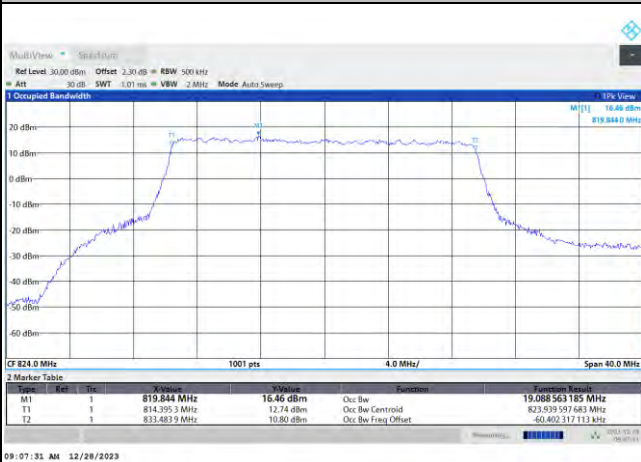 MultiView Spectrum
Ref Level 30.00 dBm Offset 2.30 dB RBW 500 kHz
Att 30 dB SWT 1.01 ms VBW 2 MHz Mode Auto Sweep
1 Occupied Bandwidth 1Pk View
M1[1] 16.46 dBm
819.8440 MHz
M1
T1
T2
20 dBm
10 dBm
0 dBm
-10 dBm
-20 dBm
-30 dBm
-40 dBm
-50 dBm
-60 dBm
CF 824.0 MHz 1001 pts 4.0 MHz/ Span 40.0 MHz
2 Marker Table
Type Ref Trc X-Value Y-Value Function Function Result
M1 1 819.844 MHz 16.46 dBm Occ Bw 19.088 563 185 MHz
T1 1 814.395 3 MHz 12.74 dBm Occ Bw Centroid 823.939 597 683 MHz
T2 1 833.483 9 MHz 10.80 dBm Occ Bw Freq Offset -60.402 317 113 kHz
09:07:31 AM 12/28/2023